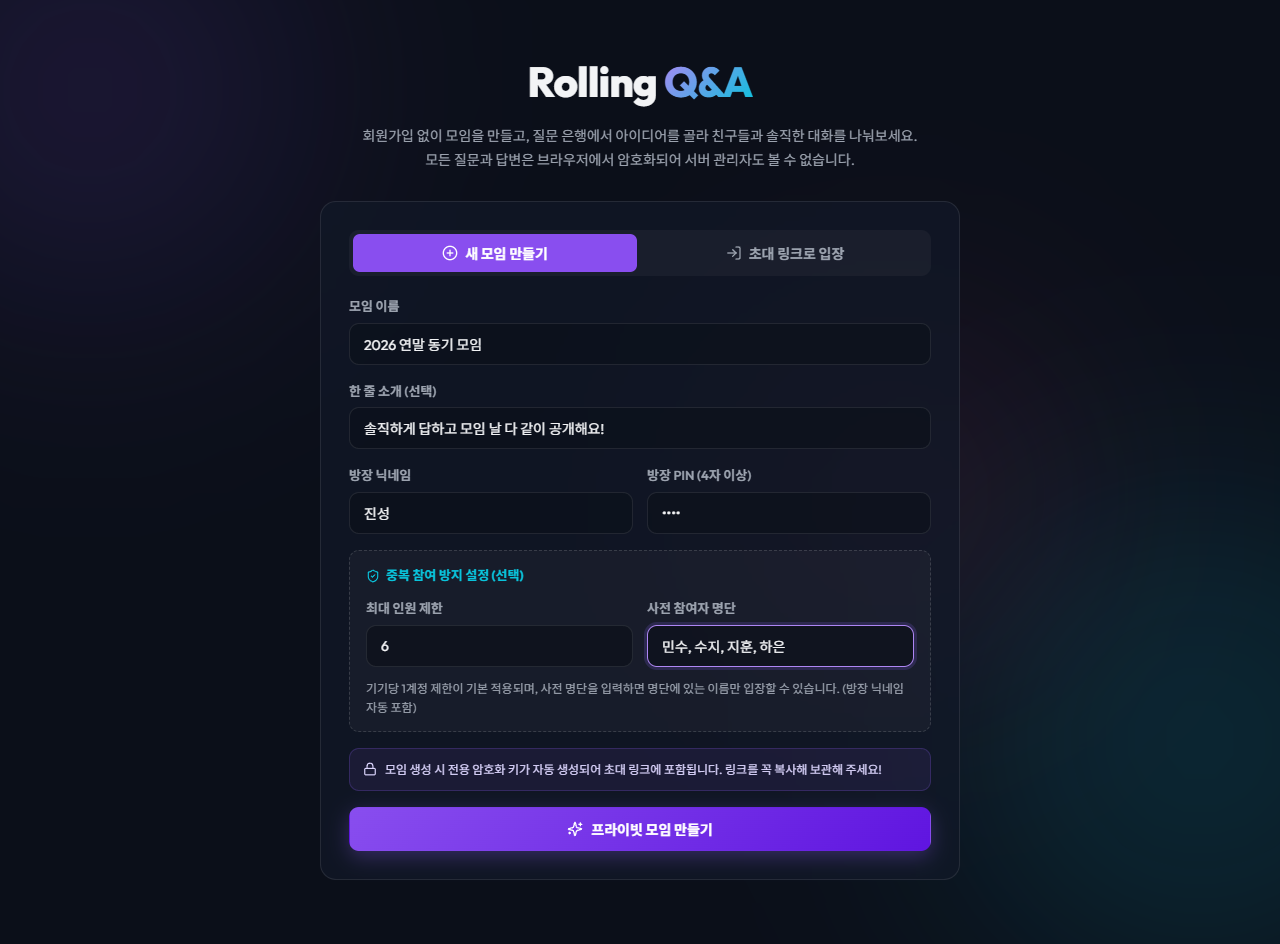 Rolling Q&A
회원가입 없이 모임을 만들고, 질문 은행에서 아이디어를 골라 친구들과 솔직한 대화를 나눠보세요.
모든 질문과 답변은 브라우저에서 암호화되어 서버 관리자도 볼 수 없습니다.
새 모임 만들기
초대 링크로 입장
모임 이름
2026 연말 동기 모임
한 줄 소개 (선택)
솔직하게 답하고 모임 날 다 같이 공개해요!
방장 닉네임
방장 PIN (4자 이상)
진성
••••
중복 참여 방지 설정 (선택)
최대 인원 제한
사전 참여자 명단
6
민수, 수지, 지훈, 하은
기기당 1계정 제한이 기본 적용되며, 사전 명단을 입력하면 명단에 있는 이름만 입장할 수 있습니다. (방장 닉네임
자동 포함)
모임 생성 시 전용 암호화 키가 자동 생성되어 초대 링크에 포함됩니다. 링크를 꼭 복사해 보관해 주세요!
프라이빗 모임 만들기